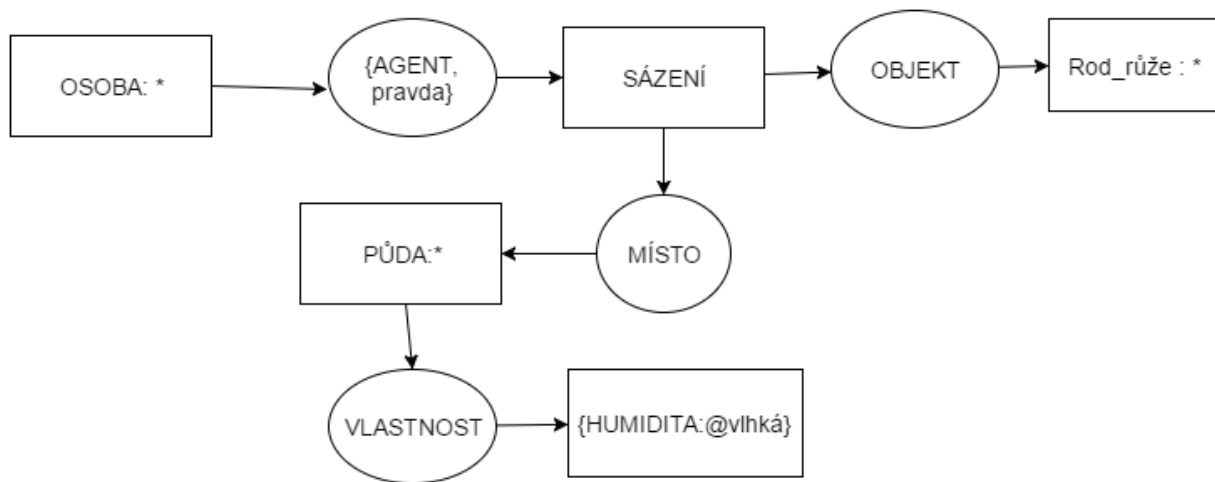 OSOBA: *
{AGENT,
pravda}
SÁZENÍ
OBJEKT
Rod_růže : *
PŮDA:*
MÍSTO
VLASTNOST
{HUMIDITA:@vlhká}